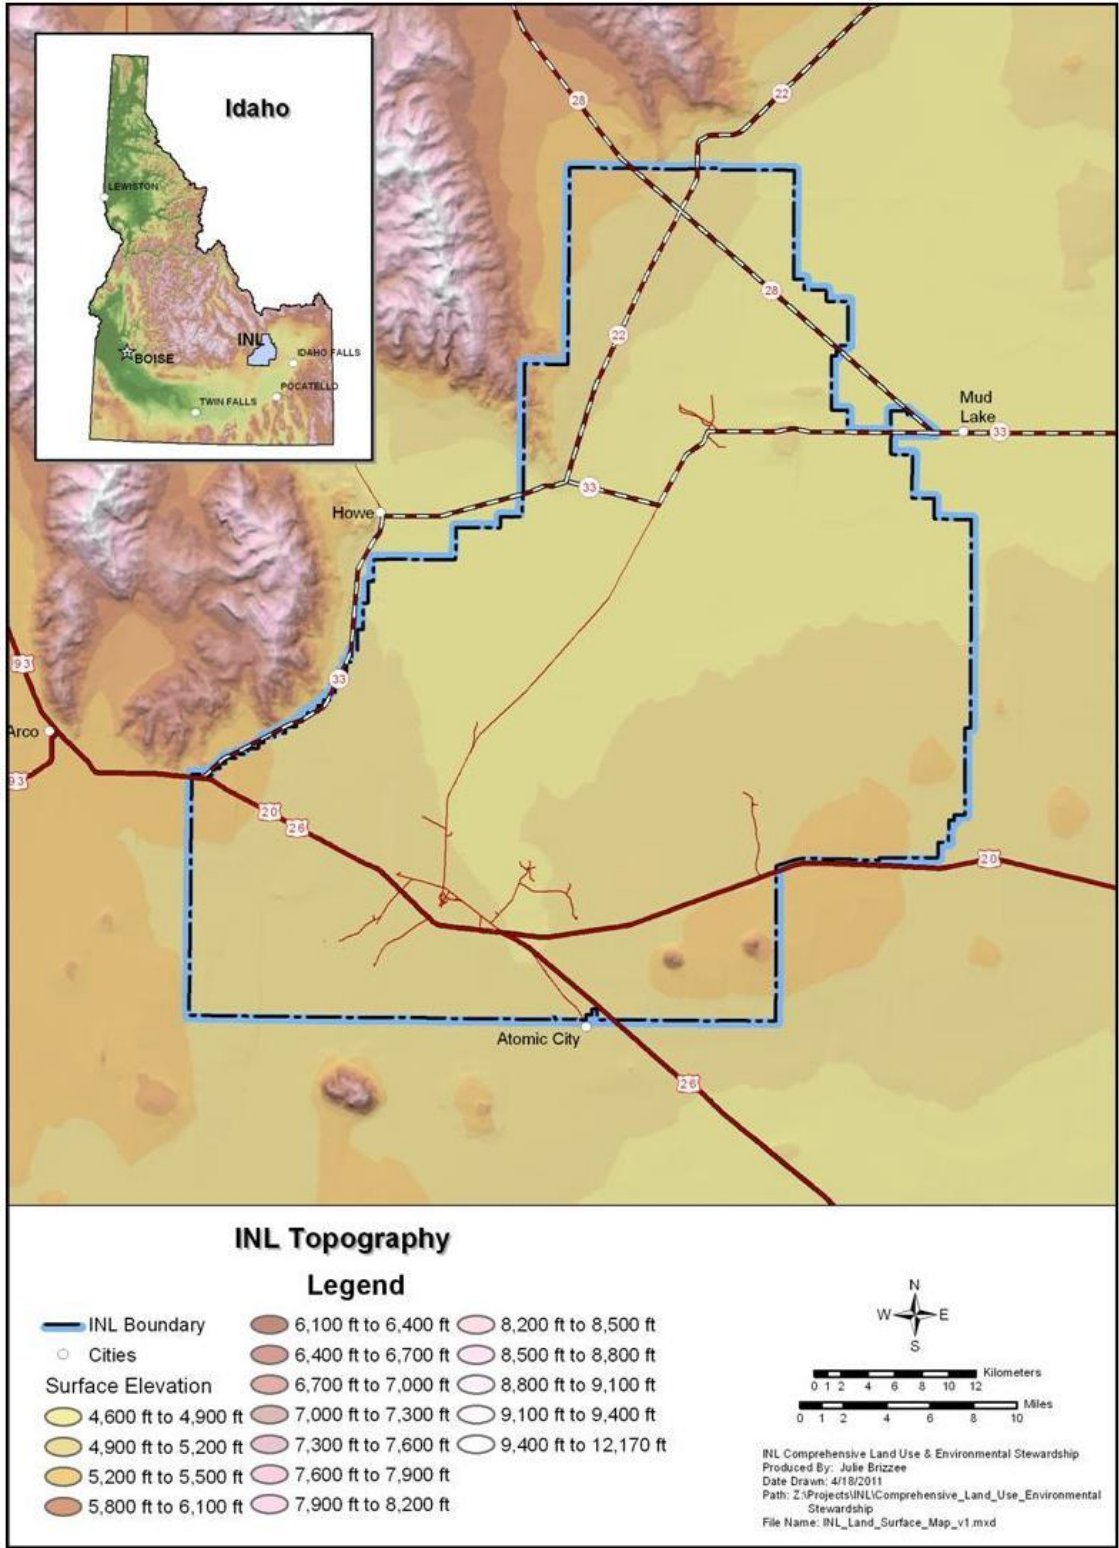 Idaho
LEWISTON
INL
BOISE
IDAHO FALLS
POCATELLO
TWIN FALLS
28
22
28
22
Mud
Lake
33
33
Howe
33
93
Arco
93
20
26
20
Atomic City
26
INL Topography
Legend
INL Boundary
Cities
Surface Elevation
4,600 ft to 4,900 ft
4,900 ft to 5,200 ft
5,200 ft to 5,500 ft
5,800 ft to 6,100 ft
6,100 ft to 6,400 ft
6,400 ft to 6,700 ft
6,700 ft to 7,000 ft
7,000 ft to 7,300 ft
7,300 ft to 7,600 ft
7,600 ft to 7,900 ft
7,900 ft to 8,200 ft
8,200 ft to 8,500 ft
8,500 ft to 8,800 ft
8,800 ft to 9,100 ft
9,100 ft to 9,400 ft
9,400 ft to 12,170 ft
N
W E
S
Kilometers
0 1 2 4 6 8 10 12
Miles
0 1 2 4 6 8 10
INL Comprehensive Land Use & Environmental Stewardship
Produced By: Julie Brizzee
Date Drawn: 4/18/2011
Path: Z:\Projects\INL\Comprehensive_Land_Use_Environmental
Stewardship
File Name: INL_Land_Surface_Map_v1.mxd